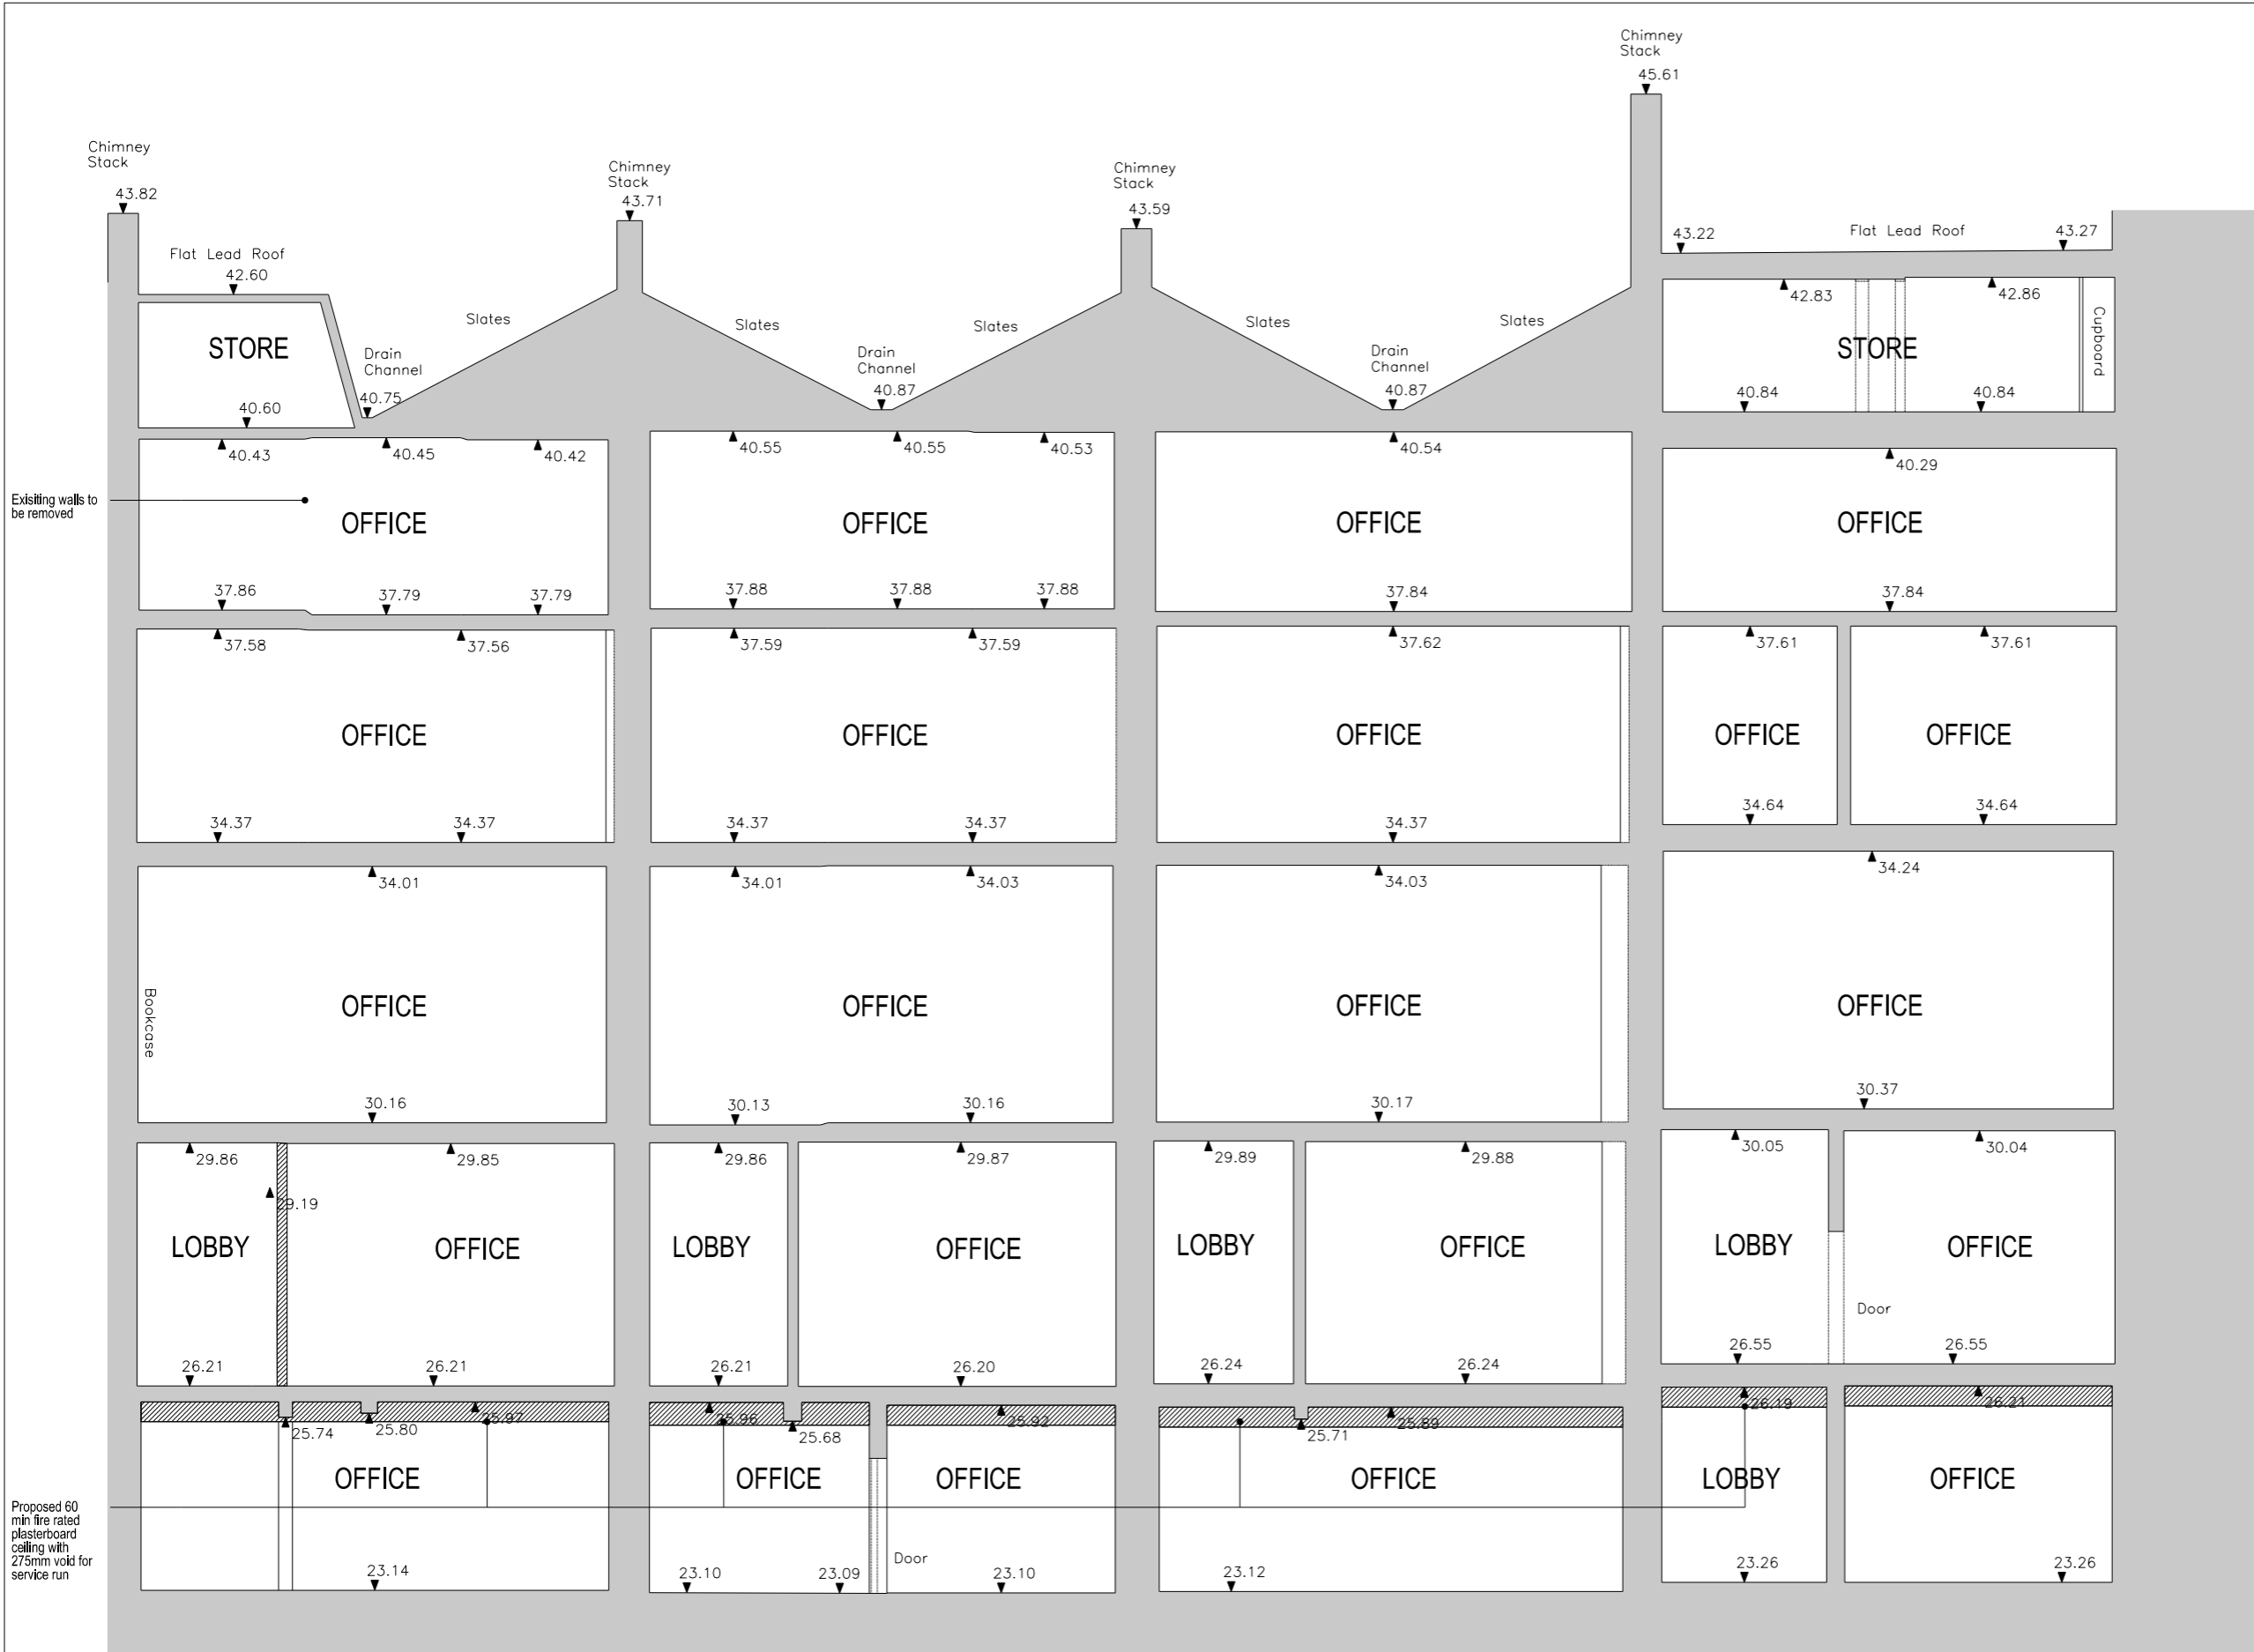 Chimney
Stack
45.61
Chimney
Stack
43.82
Chimney
Stack
43.71
Chimney
Stack
43.59
Flat Lead Roof
42.60
43.22
Flat Lead Roof
43.27
STORE
Slates
Drain
Channel
40.75
40.60
Slates
Drain
Channel
40.87
Slates
Slates
Drain
Channel
40.87
Slates
42.83
42.86
STORE
Cupboard
40.84
40.84
40.43
40.45
40.42
40.55
40.55
40.53
40.54
40.29
Exisiting walls to
be removed
OFFICE
OFFICE
OFFICE
OFFICE
37.86
37.79
37.79
37.88
37.88
37.88
37.84
37.84
37.58
37.56
37.59
37.59
37.62
37.61
37.61
OFFICE
OFFICE
OFFICE
OFFICE
OFFICE
34.37
34.37
34.37
34.37
34.37
34.64
34.64
34.01
34.01
34.03
34.03
34.24
Bookcase
OFFICE
OFFICE
OFFICE
OFFICE
30.16
30.13
30.16
30.17
30.37
29.86
29.85
29.86
29.87
29.89
29.88
30.05
30.04
29.19
LOBBY
OFFICE
LOBBY
OFFICE
LOBBY
OFFICE
LOBBY
OFFICE
Door
26.21
26.21
26.21
26.20
26.24
26.24
26.55
26.55
25.74
25.80
25.97
25.96
25.68
25.92
25.71
25.89
26.19
26.21
OFFICE
OFFICE
OFFICE
OFFICE
LOBBY
OFFICE
Proposed 60
min fire rated
plasterboard
ceiling with
275mm void for
service run
Door
23.14
23.10
23.09
23.10
23.12
23.26
23.26